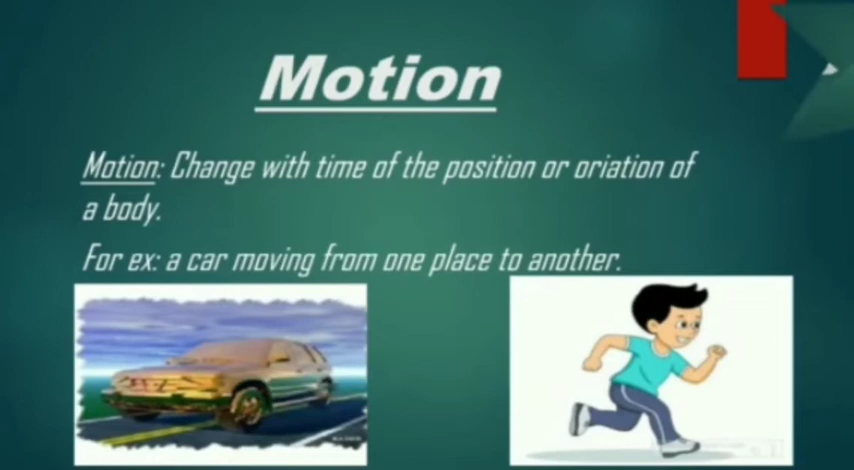 Motion
Motion: Change with time of the position or oriation of
a body.
For ex: a car moving from one place to another.